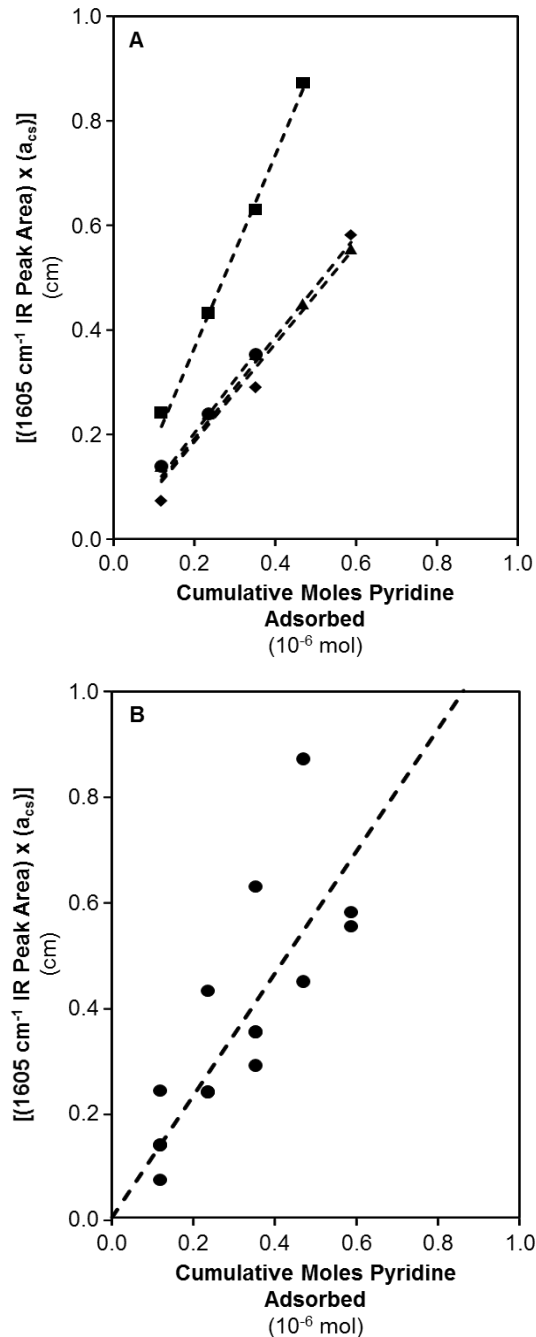 A
1.0
0.8
0.6
0.4
0.2
0.0
[(1605 cm⁻¹ IR Peak Area) x (a_cs)]
(cm)
0.0 0.2 0.4 0.6 0.8 1.0
Cumulative Moles Pyridine
Adsorbed
(10⁻⁶ mol)
B
1.0
0.8
0.6
0.4
0.2
0.0
[(1605 cm⁻¹ IR Peak Area) x (a_cs)]
(cm)
0.0 0.2 0.4 0.6 0.8 1.0
Cumulative Moles Pyridine
Adsorbed
(10⁻⁶ mol)